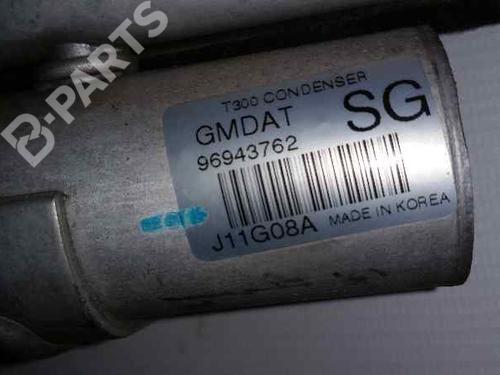 B-PARTS
T300 CONDENSER
GMDAT
SG
96943762
J11G08A
MADE IN KOREA